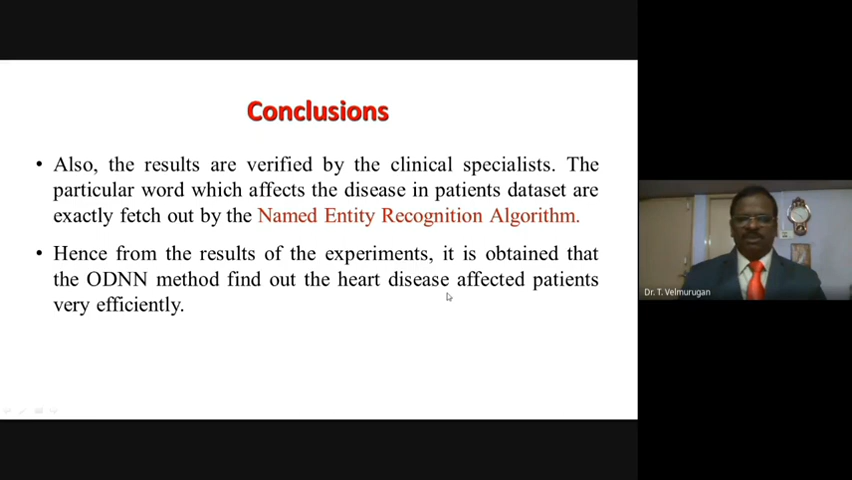 Conclusions
• Also, the results are verified by the clinical specialists. The
particular word which affects the disease in patients dataset are
exactly fetch out by the Named Entity Recognition Algorithm.
• Hence from the results of the experiments, it is obtained that
the ODNN method find out the heart disease affected patients
very efficiently.
Dr. T. Velmurugan